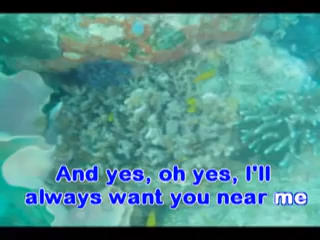 And yes, oh yes, I'll
always want you near me